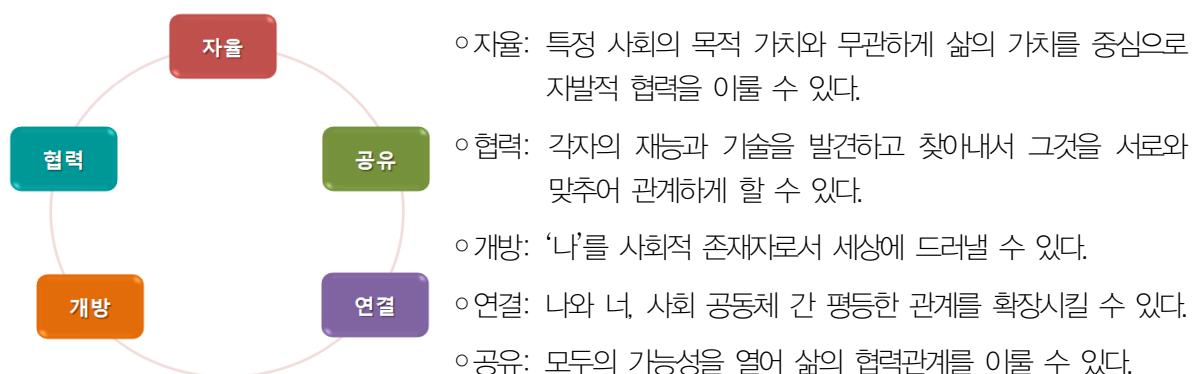 자율
협력
공유
개방
연결
○자율: 특정 사회의 목적 가치와 무관하게 삶의 가치를 중심으로
자발적 협력을 이룰 수 있다.
○협력: 각자의 재능과 기술을 발견하고 찾아내서 그것을 서로와
맞추어 관계하게 할 수 있다.
○개방: ‘나’를 사회적 존재자로서 세상에 드러낼 수 있다.
○연결: 나와 너, 사회 공동체 간 평등한 관계를 확장시킬 수 있다.
○공유: 모두의 가능성을 열어 삶의 협력관계를 이룰 수 있다.